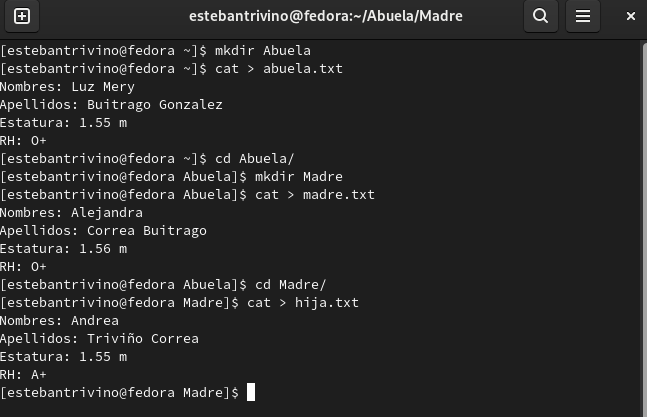 estebantrivino@fedora:~/Abuela/Madre
[estebantrivino@fedora ~]$ mkdir Abuela
[estebantrivino@fedora ~]$ cat > abuela.txt
Nombres: Luz Mery
Apellidos: Buitrago Gonzalez
Estatura: 1.55 m
RH: O+
[estebantrivino@fedora ~]$ cd Abuela/
[estebantrivino@fedora Abuela]$ mkdir Madre
[estebantrivino@fedora Abuela]$ cat > madre.txt
Nombres: Alejandra
Apellidos: Correa Buitrago
Estatura: 1.56 m
RH: O+
[estebantrivino@fedora Abuela]$ cd Madre/
[estebantrivino@fedora Madre]$ cat > hija.txt
Nombres: Andrea
Apellidos: Triviño Correa
Estatura: 1.55 m
RH: A+
[estebantrivino@fedora Madre]$